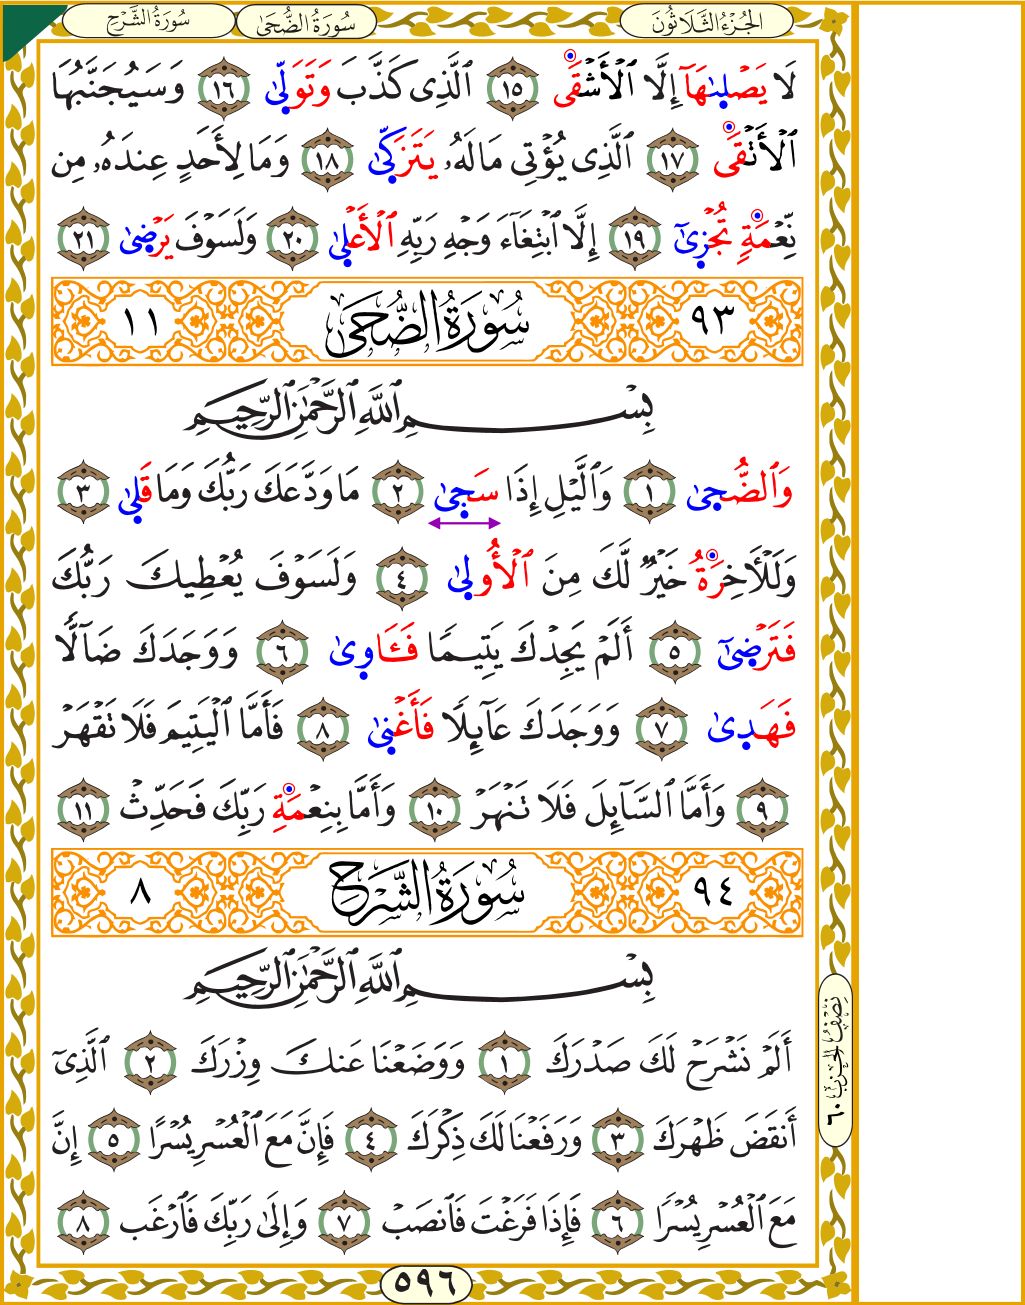 الجُزْءُ الثَّلَاثُونَ سُورَةُ الضُّحَىٰ سُورَةُ الشَّرْحِ
لَا يَصْلَىٰهَآ إِلَّا ٱلْأَشْقَى ١٥ ٱلَّذِى كَذَّبَ وَتَوَلَّىٰ ١٦ وَسَيُجَنَّبُهَا
ٱلْأَتْقَى ١٧ ٱلَّذِى يُؤْتِى مَالَهُۥ يَتَزَكَّىٰ ١٨ وَمَا لِأَحَدٍ عِندَهُۥ مِن
نِّعْمَةٍ تُجْزَىٰٓ ١٩ إِلَّا ٱبْتِغَآءَ وَجْهِ رَبِّهِ ٱلْأَعْلَىٰ ٢٠ وَلَسَوْفَ يَرْضَىٰ ٢١
٩٣ سُورَةُ الضُّحَىٰ ١١
بِسْمِ ٱللَّهِ ٱلرَّحْمَٰنِ ٱلرَّحِيمِ
وَٱلضُّحَىٰ ١ وَٱلَّيْلِ إِذَا سَجَىٰ ٢ مَا وَدَّعَكَ رَبُّكَ وَمَا قَلَىٰ ٣
وَلَلْأَخِرَةُ خَيْرٌ لَّكَ مِنَ ٱلْأُولَىٰ ٤ وَلَسَوْفَ يُعْطِيكَ رَبُّكَ
فَتَرْضَىٰٓ ٥ أَلَمْ يَجِدْكَ يَتِيمًا فَـَٔاوَىٰ ٦ وَوَجَدَكَ ضَآلًّا
فَهَدَىٰ ٧ وَوَجَدَكَ عَآئِلًا فَأَغْنَىٰ ٨ فَأَمَّا ٱلْيَتِيمَ فَلَا تَقْهَرْ
٩ وَأَمَّا ٱلسَّآئِلَ فَلَا تَنْهَرْ ١٠ وَأَمَّا بِنِعْمَةِ رَبِّكَ فَحَدِّثْ ١١
٩٤ سُورَةُ الشَّرْحِ ٨
بِسْمِ ٱللَّهِ ٱلرَّحْمَٰنِ ٱلرَّحِيمِ
أَلَمْ نَشْرَحْ لَكَ صَدْرَكَ ١ وَوَضَعْنَا عَنكَ وِزْرَكَ ٢ ٱلَّذِىٓ
أَنقَضَ ظَهْرَكَ ٣ وَرَفَعْنَا لَكَ ذِكْرَكَ ٤ فَإِنَّ مَعَ ٱلْعُسْرِ يُسْرًا ٥ إِنَّ
مَعَ ٱلْعُسْرِ يُسْرًا ٦ فَإِذَا فَرَغْتَ فَٱنصَبْ ٧ وَإِلَىٰ رَبِّكَ فَٱرْغَب ٨
نِصْفُ الحِزْبِ ٦٠
٥٩٦